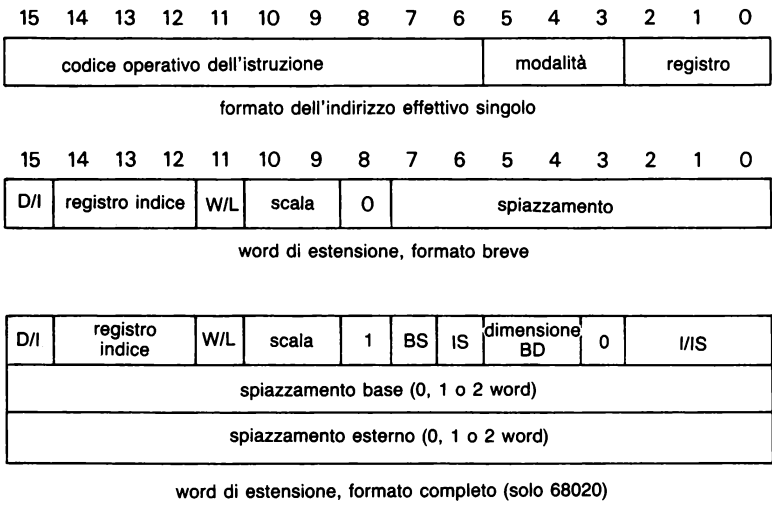 15 14 13 12 11 10 9 8 7 6 5 4 3 2 1 0
codice operativo dell'istruzione modalità registro
formato dell'indirizzo effettivo singolo
15 14 13 12 11 10 9 8 7 6 5 4 3 2 1 0
D/I registro indice W/L scala 0 spiazzamento
word di estensione, formato breve
D/I registro indice W/L scala 1 BS IS dimensione BD 0 I/IS
spiazzamento base (0, 1 o 2 word)
spiazzamento esterno (0, 1 o 2 word)
word di estensione, formato completo (solo 68020)